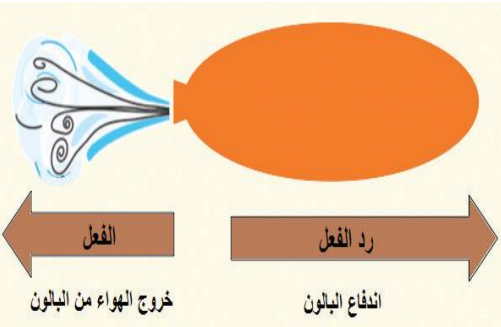 رد الفعل
الفعل
اندفاع البالون
خروج الهواء من البالون